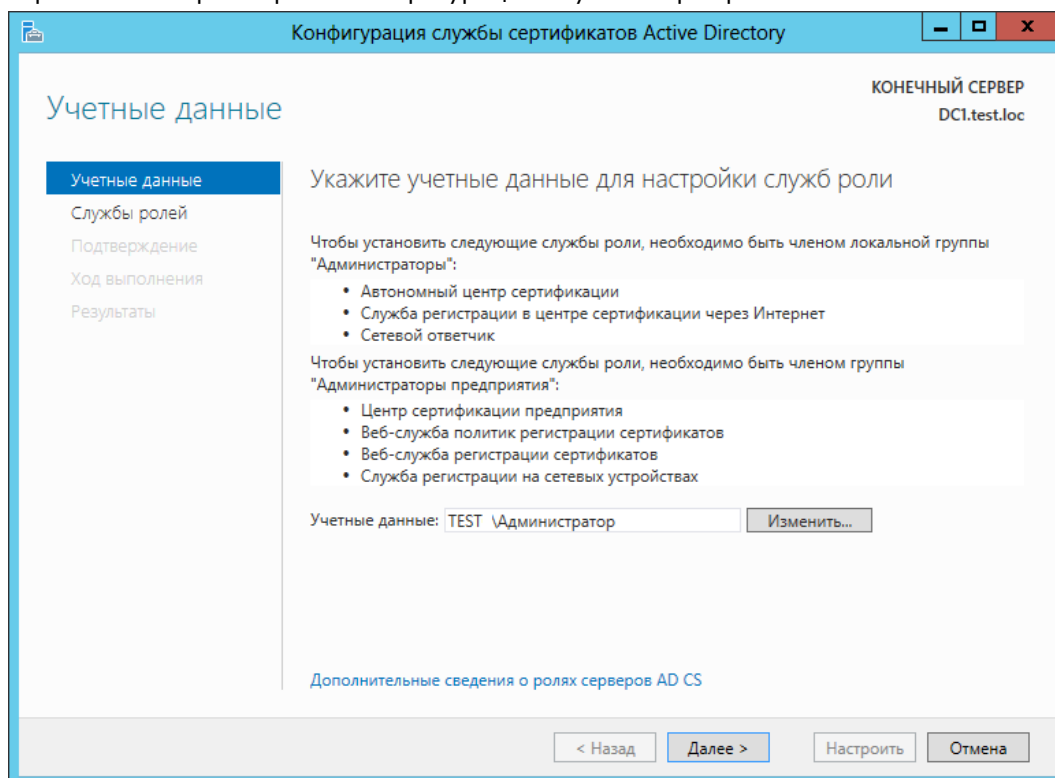 Конфигурация службы сертификатов Active Directory
Учетные данные
КОНЕЧНЫЙ СЕРВЕР
DC1.test.loc
Учетные данные
Службы ролей
Подтверждение
Ход выполнения
Результаты
Укажите учетные данные для настройки служб роли
Чтобы установить следующие службы роли, необходимо быть членом локальной группы
"Администраторы":
• Автономный центр сертификации
• Служба регистрации в центре сертификации через Интернет
• Сетевой ответчик
Чтобы установить следующие службы роли, необходимо быть членом группы
"Администраторы предприятия":
• Центр сертификации предприятия
• Веб-служба политик регистрации сертификатов
• Веб-служба регистрации сертификатов
• Служба регистрации на сетевых устройствах
Учетные данные: TEST \Администратор Изменить...
Дополнительные сведения о ролях серверов AD CS
< Назад Далее > Настроить Отмена